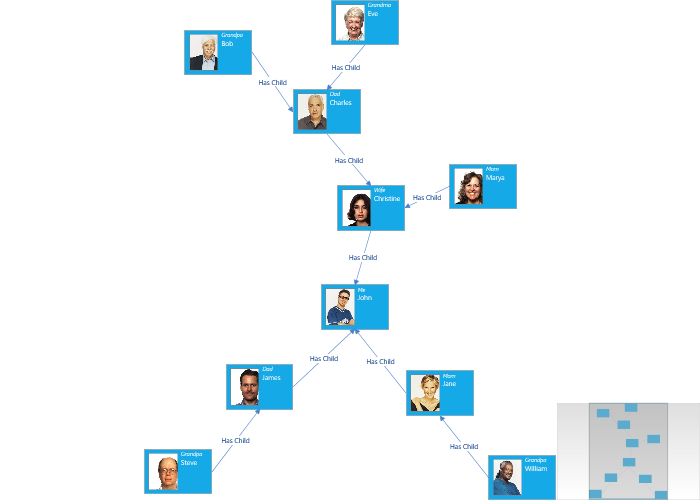 Grandma
Eve
Grandpa
Bob
Has Child
Has Child
Dad
Charles
Has Child
Mom
Marya
Wife
Christine
Has Child
Has Child
Me
John
Has Child
Has Child
Dad
James
Mom
Jane
Has Child
Has Child
Grandpa
Steve
Grandpa
William